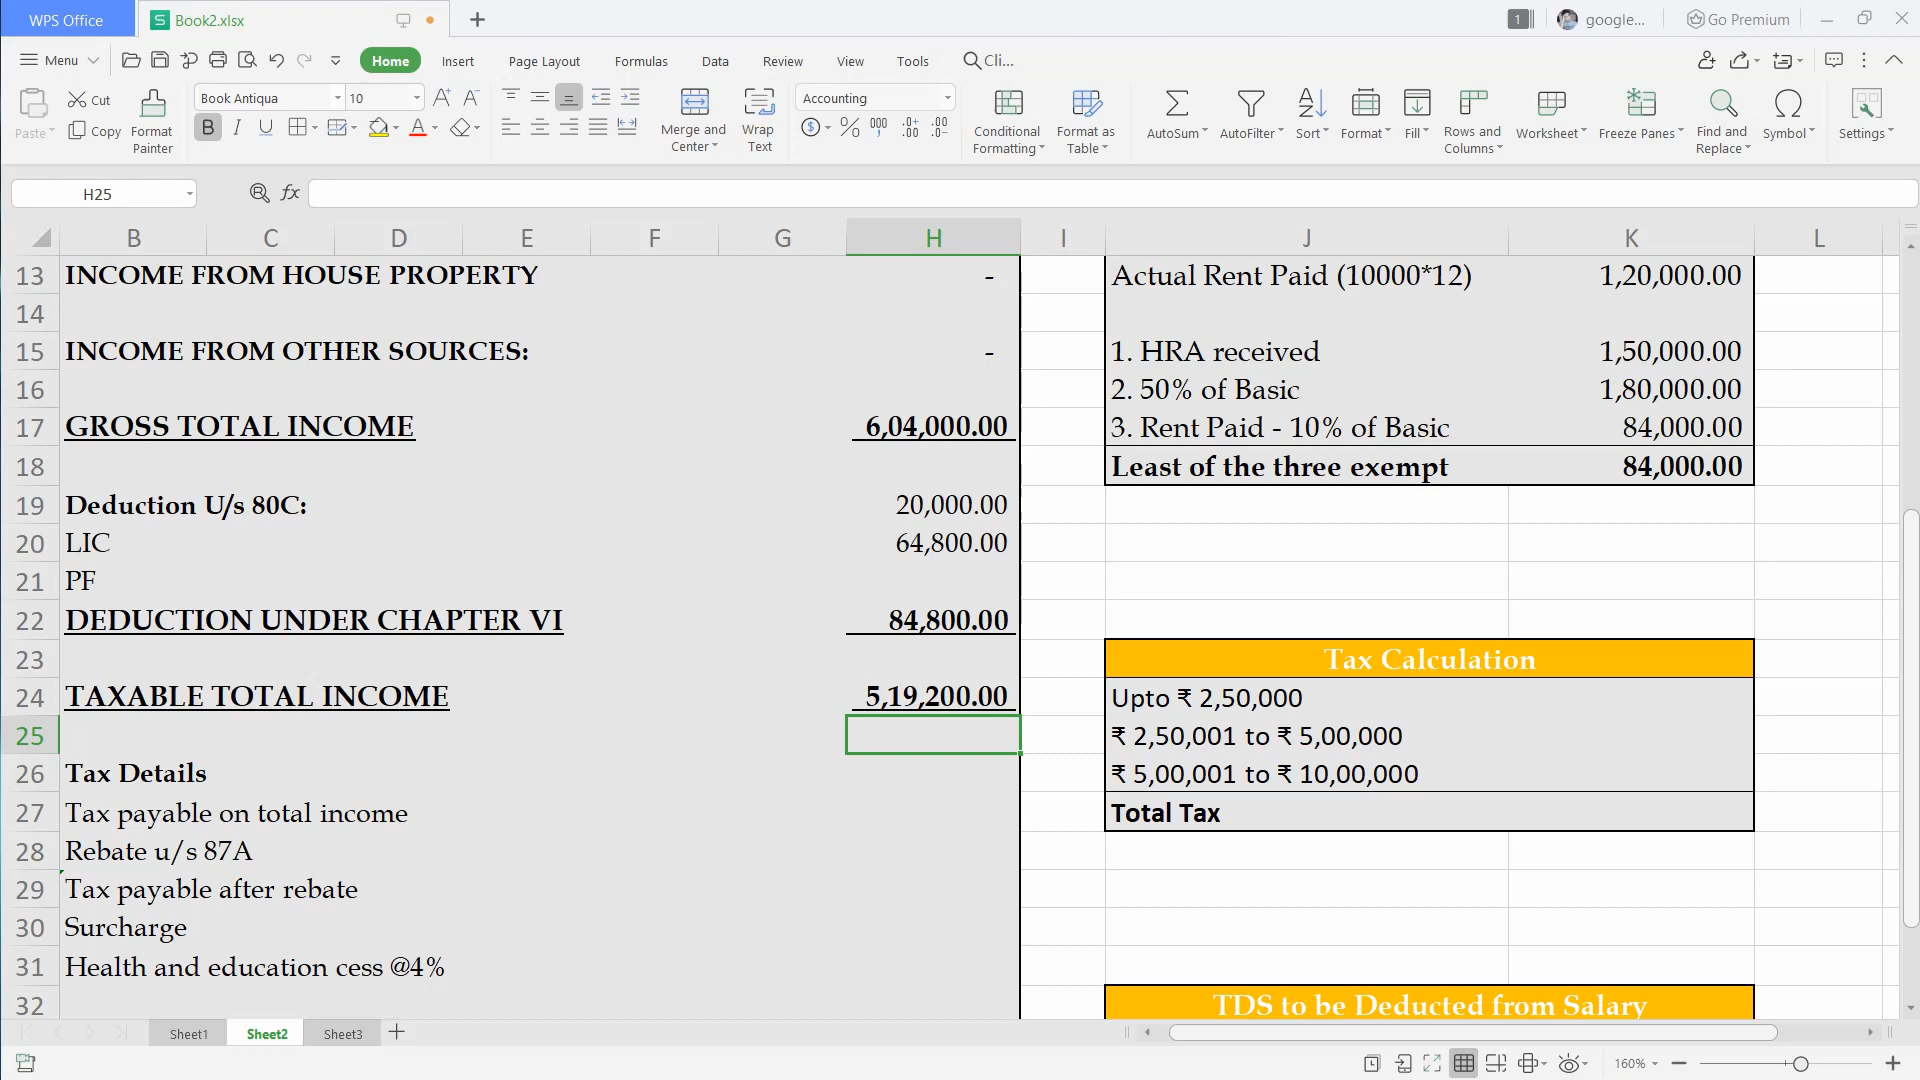 WPS Office
Book2.xlsx
1
google...
Go Premium
Menu
Home
Insert
Page Layout
Formulas
Data
Review
View
Tools
Cli...
Paste
Cut
Copy
Format Painter
Book Antiqua
10
Merge and Center
Wrap Text
Accounting
Conditional Formatting
Format as Table
AutoSum
AutoFilter
Sort
Format
Fill
Rows and Columns
Worksheet
Freeze Panes
Find and Replace
Symbol
Settings
H25
fx
B C D E F G H I J K L
13 INCOME FROM HOUSE PROPERTY - Actual Rent Paid (10000*12) 1,20,000.00
14
15 INCOME FROM OTHER SOURCES: - 1. HRA received 1,50,000.00
16 2. 50% of Basic 1,80,000.00
17 GROSS TOTAL INCOME 6,04,000.00 3. Rent Paid - 10% of Basic 84,000.00
18 Least of the three exempt 84,000.00
19 Deduction U/s 80C: 20,000.00
20 LIC 64,800.00
21 PF
22 DEDUCTION UNDER CHAPTER VI 84,800.00
23 Tax Calculation
24 TAXABLE TOTAL INCOME 5,19,200.00 Upto ₹ 2,50,000
25 ₹ 2,50,001 to ₹ 5,00,000
26 Tax Details ₹ 5,00,001 to ₹ 10,00,000
27 Tax payable on total income Total Tax
28 Rebate u/s 87A
29 Tax payable after rebate
30 Surcharge
31 Health and education cess @4%
32 TDS to be Deducted from Salary
Sheet1
Sheet2
Sheet3
160%